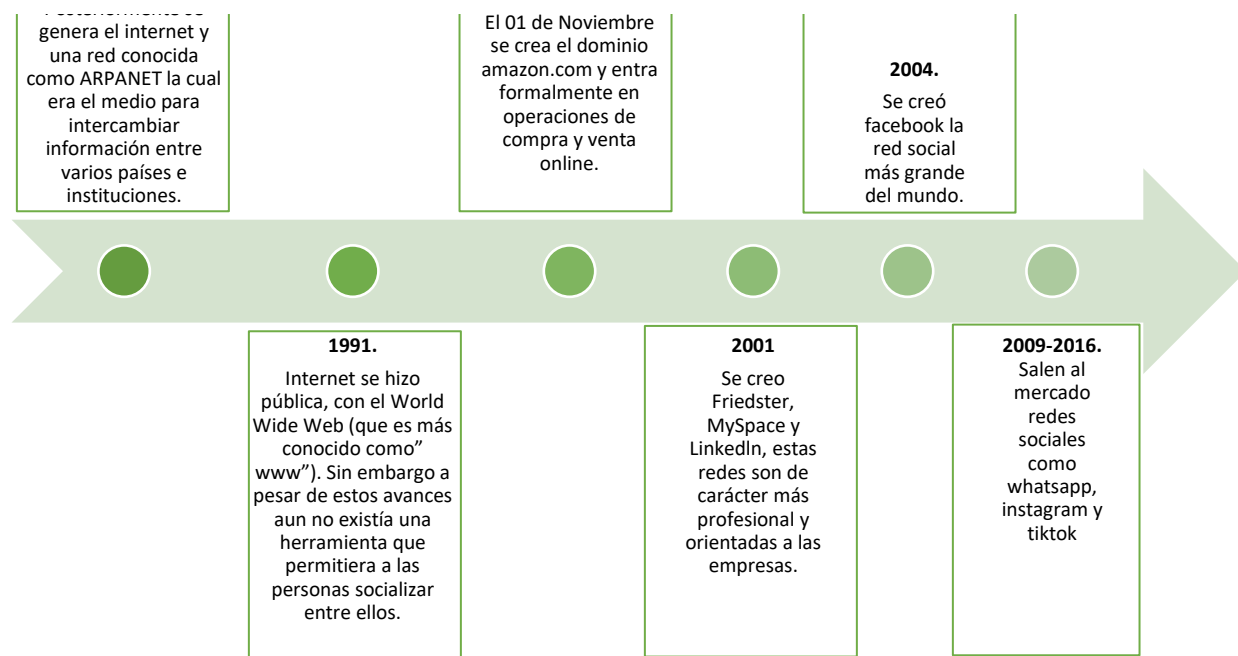 Posteriormente se
genera el internet y
una red conocida
como ARPANET la cual
era el medio para
intercambiar
información entre
varios países e
instituciones.
1991.
Internet se hizo
pública, con el World
Wide Web (que es más
conocido como”
www”). Sin embargo a
pesar de estos avances
aun no existía una
herramienta que
permitiera a las
personas socializar
entre ellos.
El 01 de Noviembre
se crea el dominio
amazon.com y entra
formalmente en
operaciones de
compra y venta
online.
2001
Se creo
Friedster,
MySpace y
LinkedIn, estas
redes son de
carácter más
profesional y
orientadas a las
empresas.
2004.
Se creó
facebook la
red social
más grande
del mundo.
2009-2016.
Salen al
mercado
redes
sociales
como
whatsapp,
instagram y
tiktok